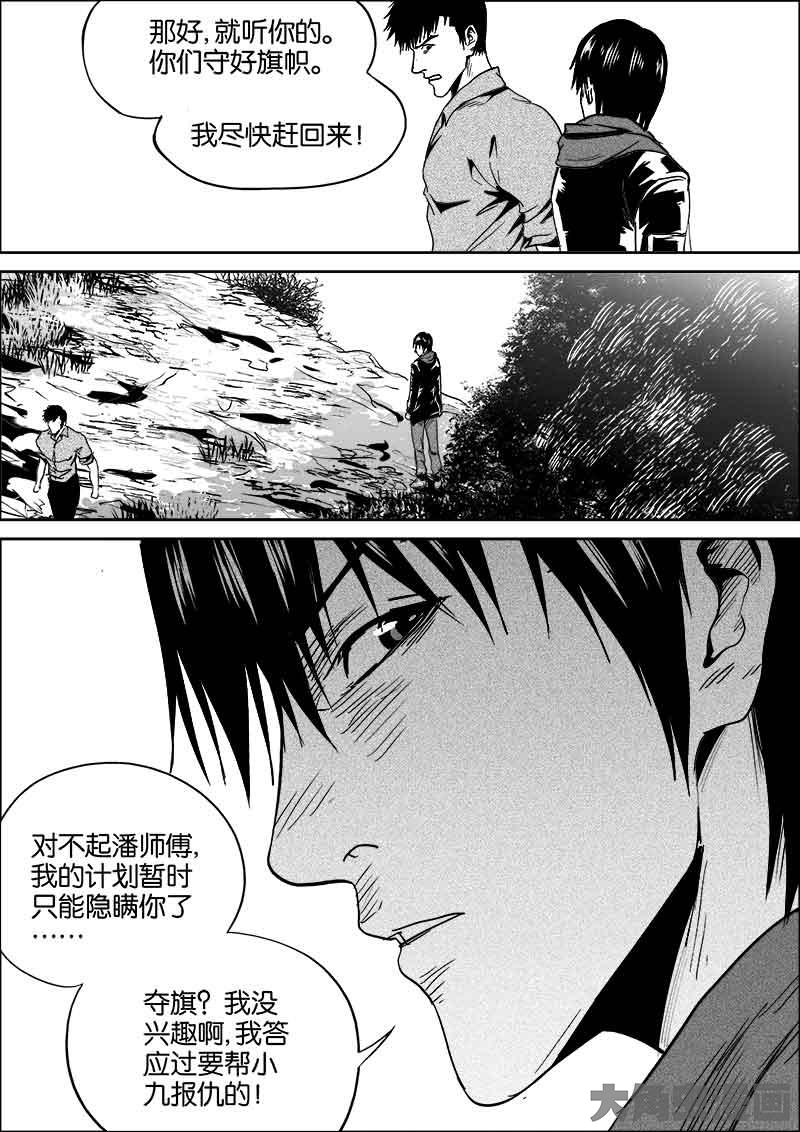 那好,就听你的。
你们守好旗帜。
我尽快赶回来!
对不起潘师傅,
我的计划暂时
只能隐瞒你了
……
夺旗?我没
兴趣啊,我答
应过要帮小
九报仇的!